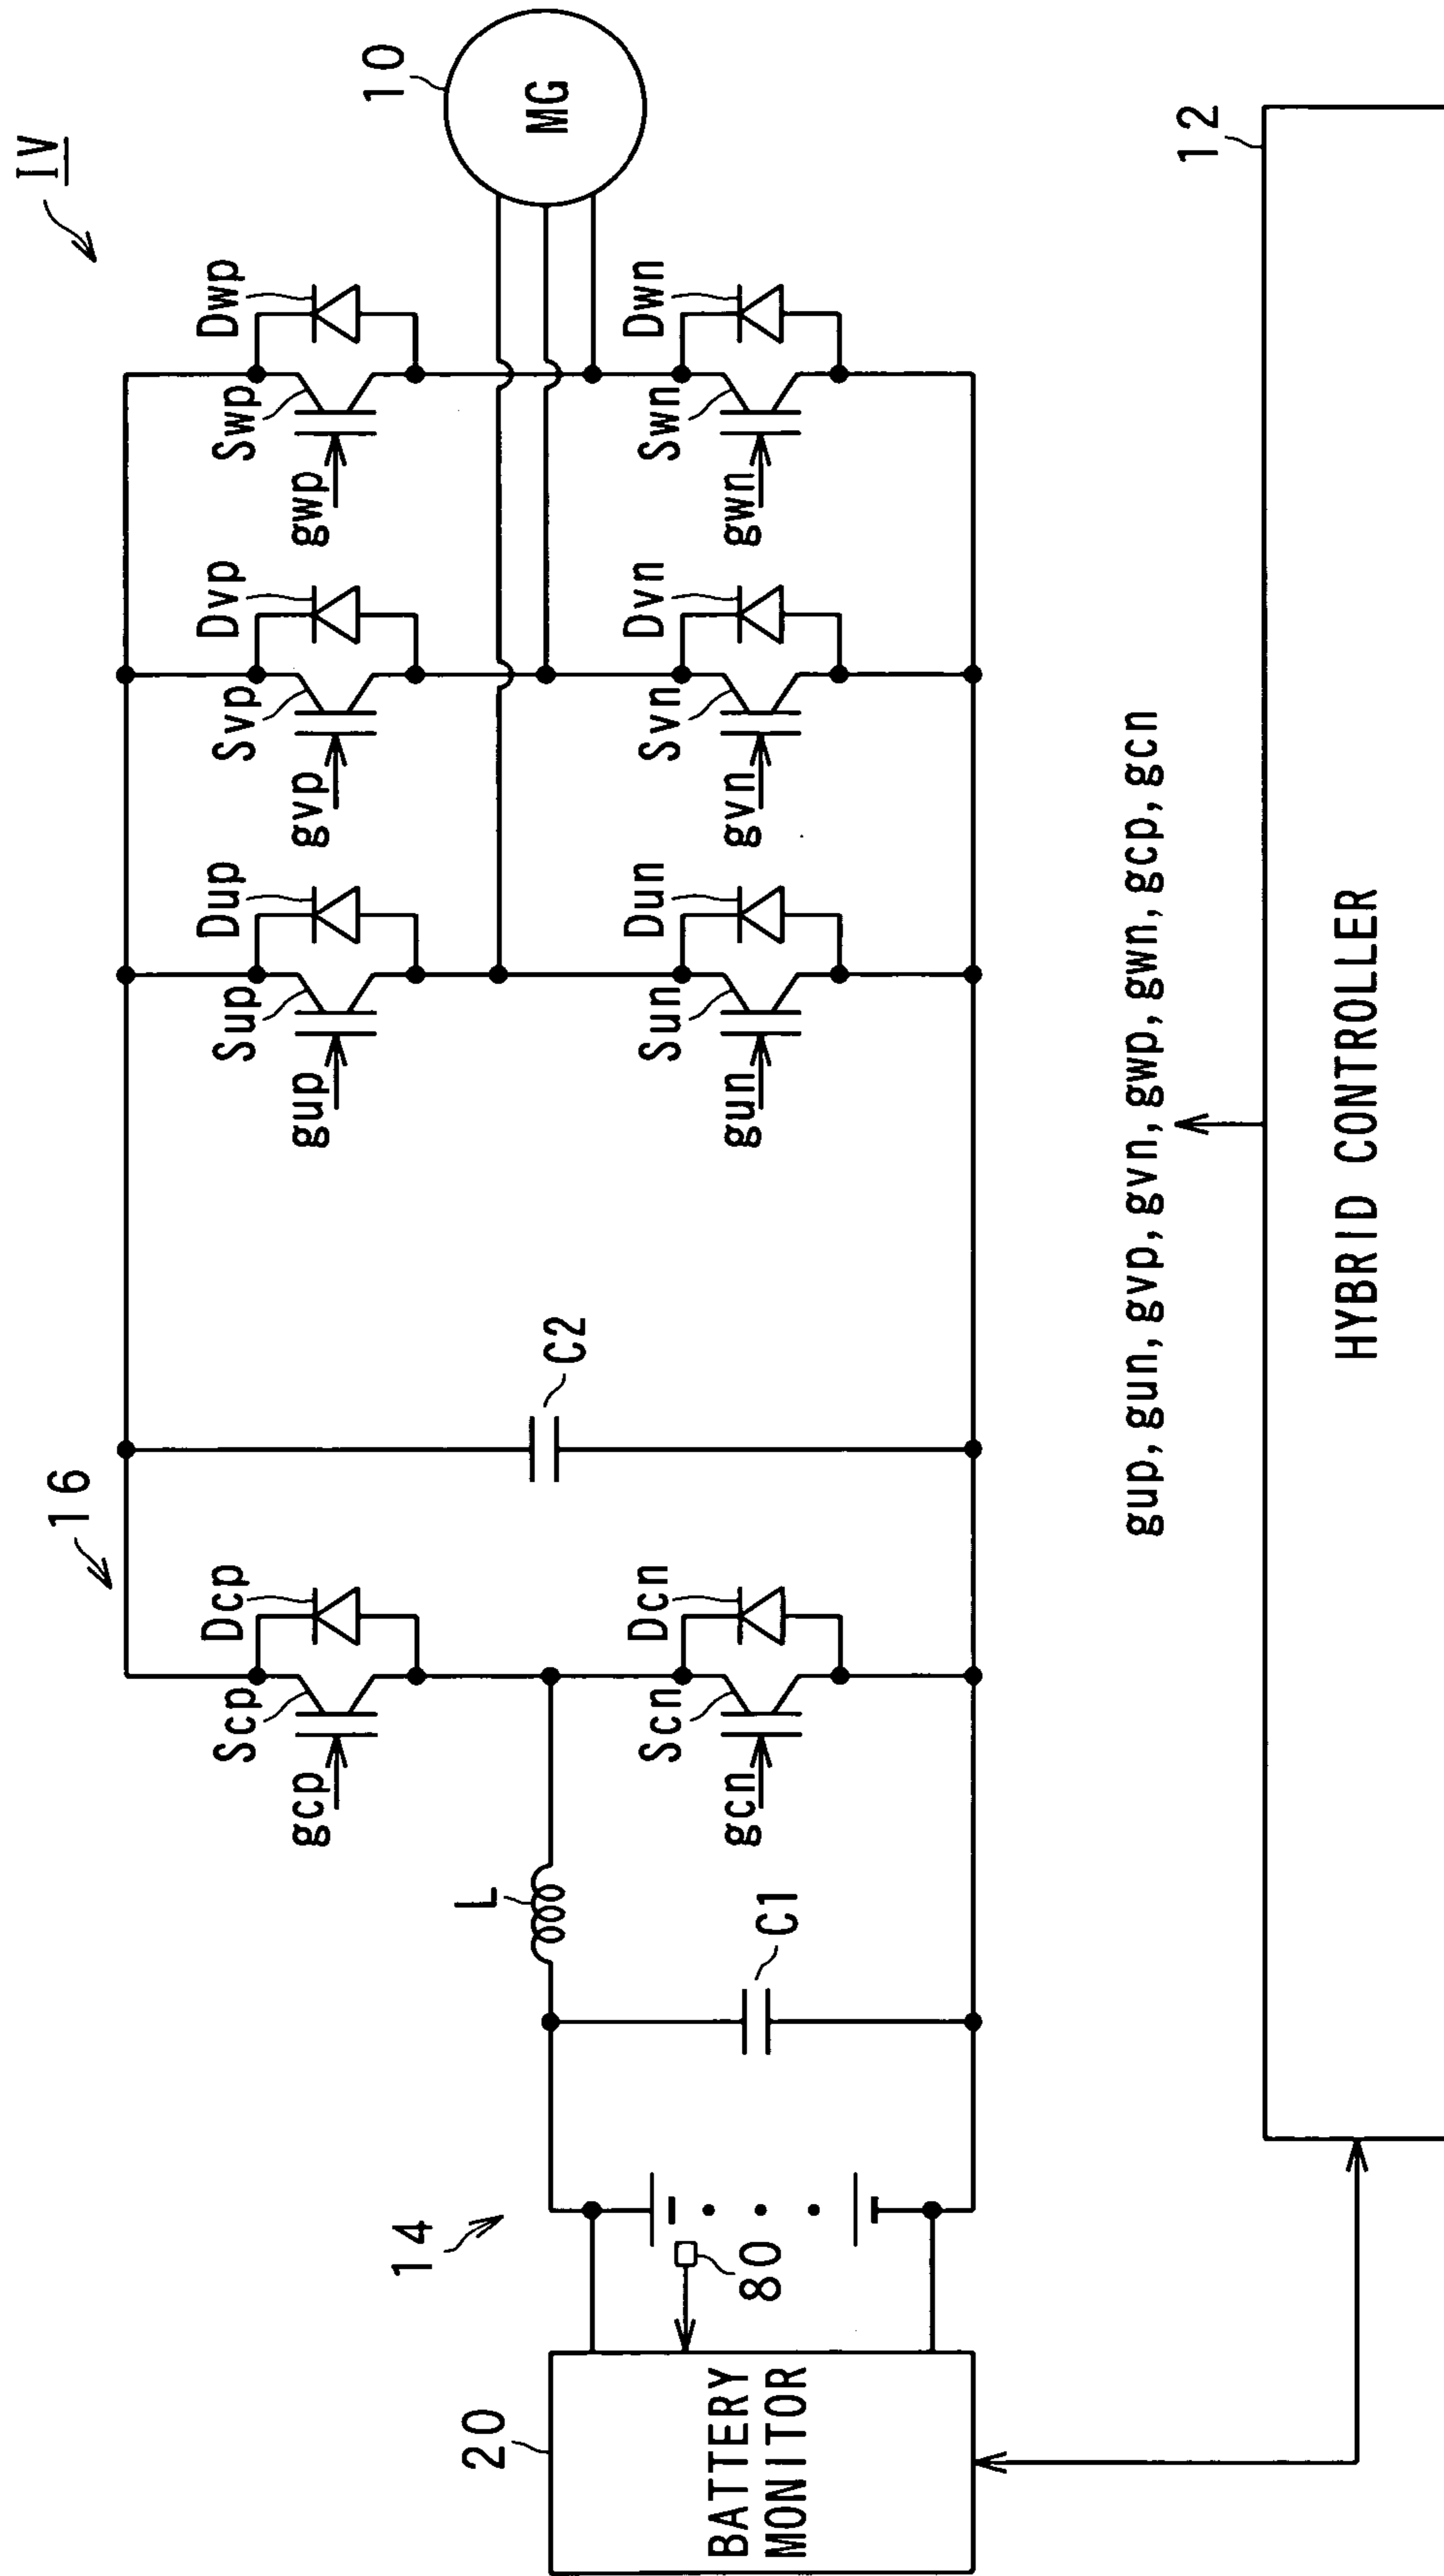 IV
16
10
MG
Dcp
Scp
gcp
Dup
Sup
gup
Dvp
Svp
gvp
Dwp
Swp
gwp
14
L
C1
C2
Dcn
Scn
gcn
Dun
Sun
gun
Dvn
Svn
gvn
Dwn
Swn
gwn
20
BATTERY
MONITOR
80
gup,gun,gvp,gvn,gwp,gwn,gcp,gcn
12
HYBRID CONTROLLER